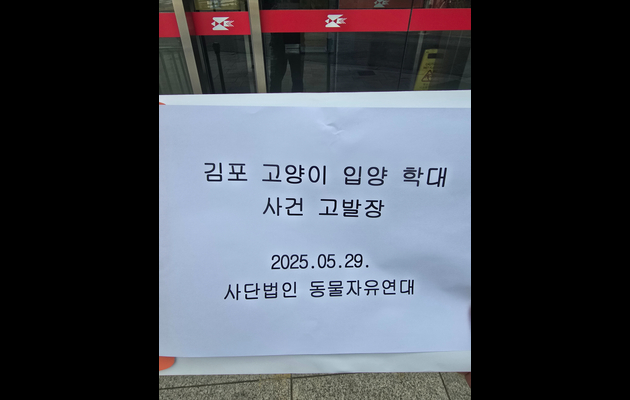 김포 고양이 입양 학대
사건 고발장
2025.05.29.
사단법인 동물자유연대